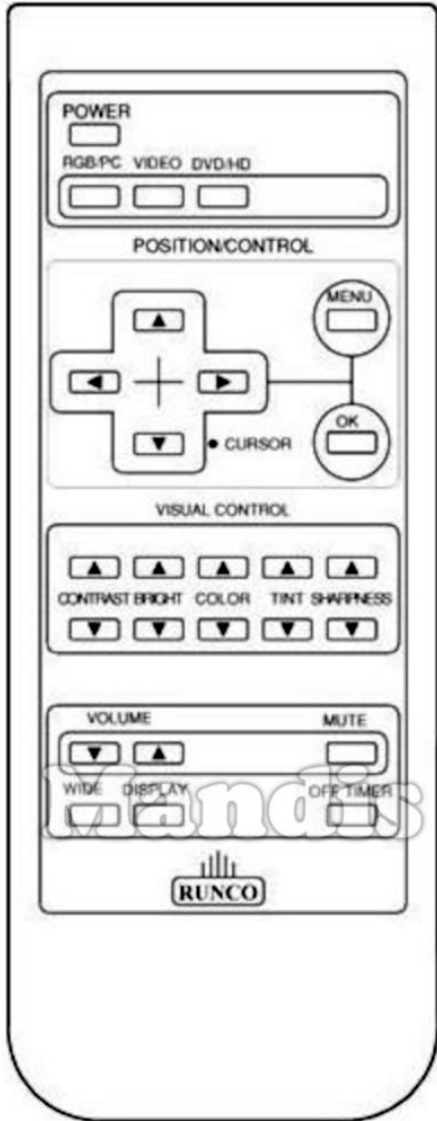 POWER
RGB/PC VIDEO DVD/HD
POSITION/CONTROL
MENU
OK
CURSOR
VISUAL CONTROL
CONTRAST BRIGHT COLOR TINT SHARPNESS
VOLUME MUTE
WIDE DISPLAY OFF TIMER
Mandis
RUNCO